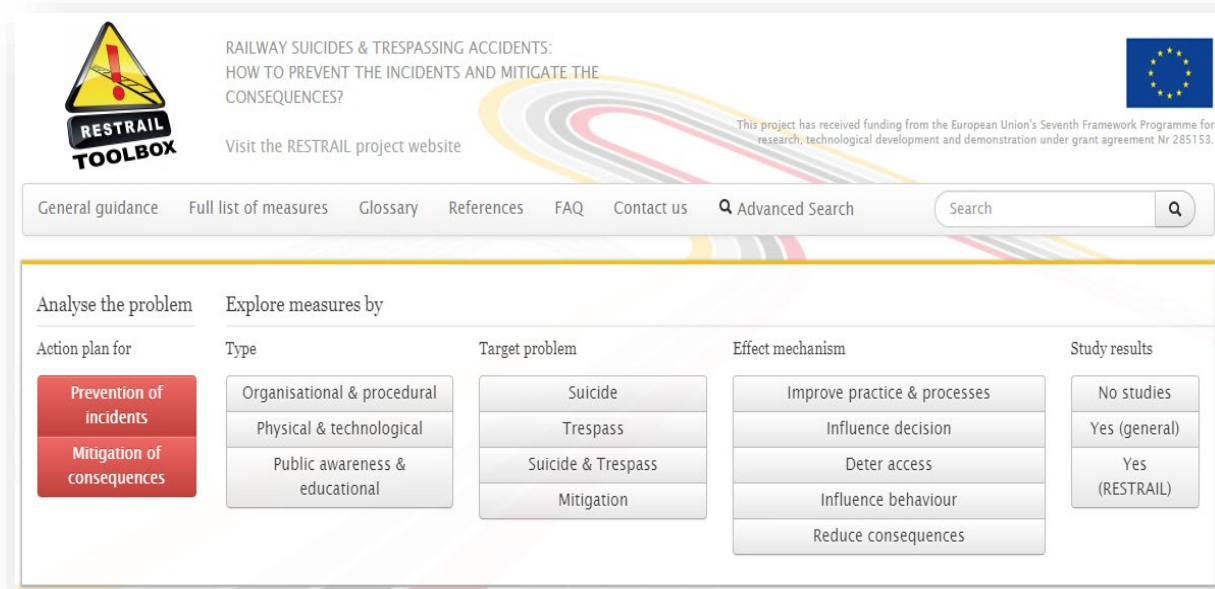 RESTRAIL
TOOLBOX
RAILWAY SUICIDES & TRESPASSING ACCIDENTS:
HOW TO PREVENT THE INCIDENTS AND MITIGATE THE
CONSEQUENCES?
Visit the RESTRAIL project website
This project has received funding from the European Union's Seventh Framework Programme for
research, technological development and demonstration under grant agreement Nr 285153.
General guidance Full list of measures Glossary References FAQ Contact us Advanced Search Search
Analyse the problem
Action plan for
Prevention of
incidents
Mitigation of
consequences
Explore measures by
Type
Organisational & procedural
Physical & technological
Public awareness &
educational
Target problem
Suicide
Trespass
Suicide & Trespass
Mitigation
Effect mechanism
Improve practice & processes
Influence decision
Deter access
Influence behaviour
Reduce consequences
Study results
No studies
Yes (general)
Yes
(RESTRAIL)